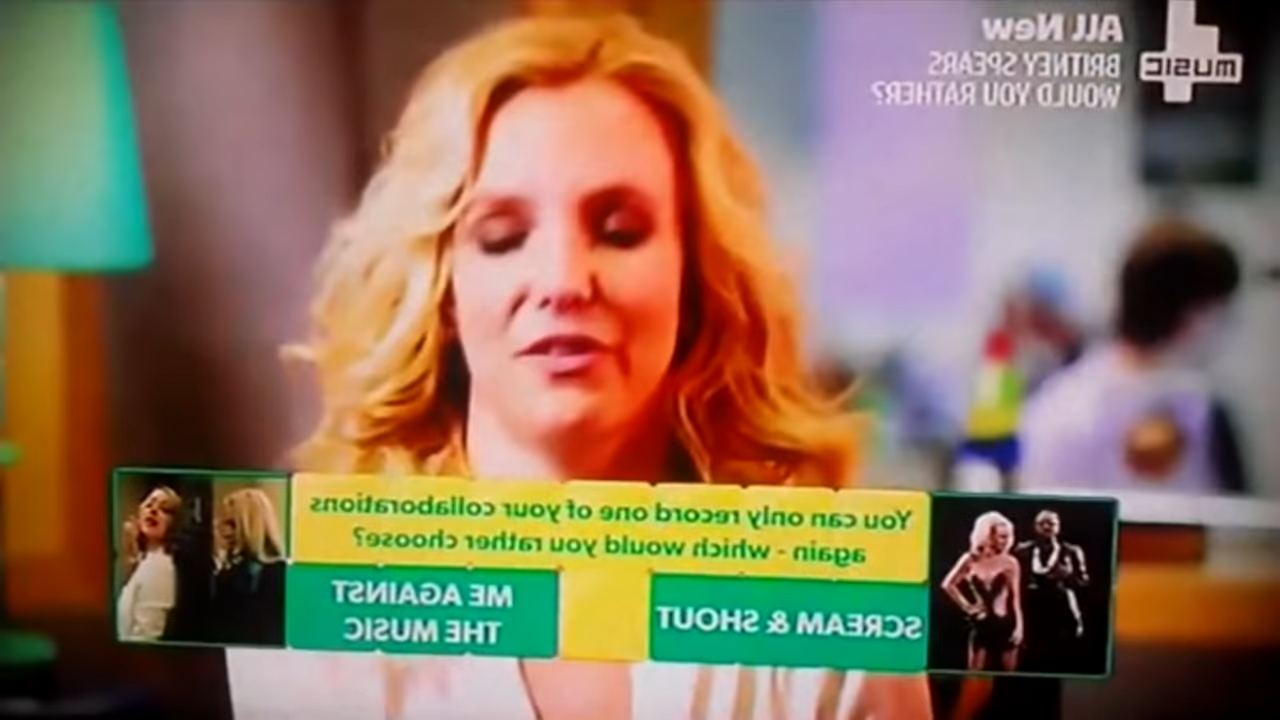 ALL New
BRITNEY SPEARS
WOULD YOU RATHER?
4
MUSIC
You can only record one of your collaborations
again - which would you rather choose?
SCREAM & SHOUT
ME AGAINST
THE MUSIC